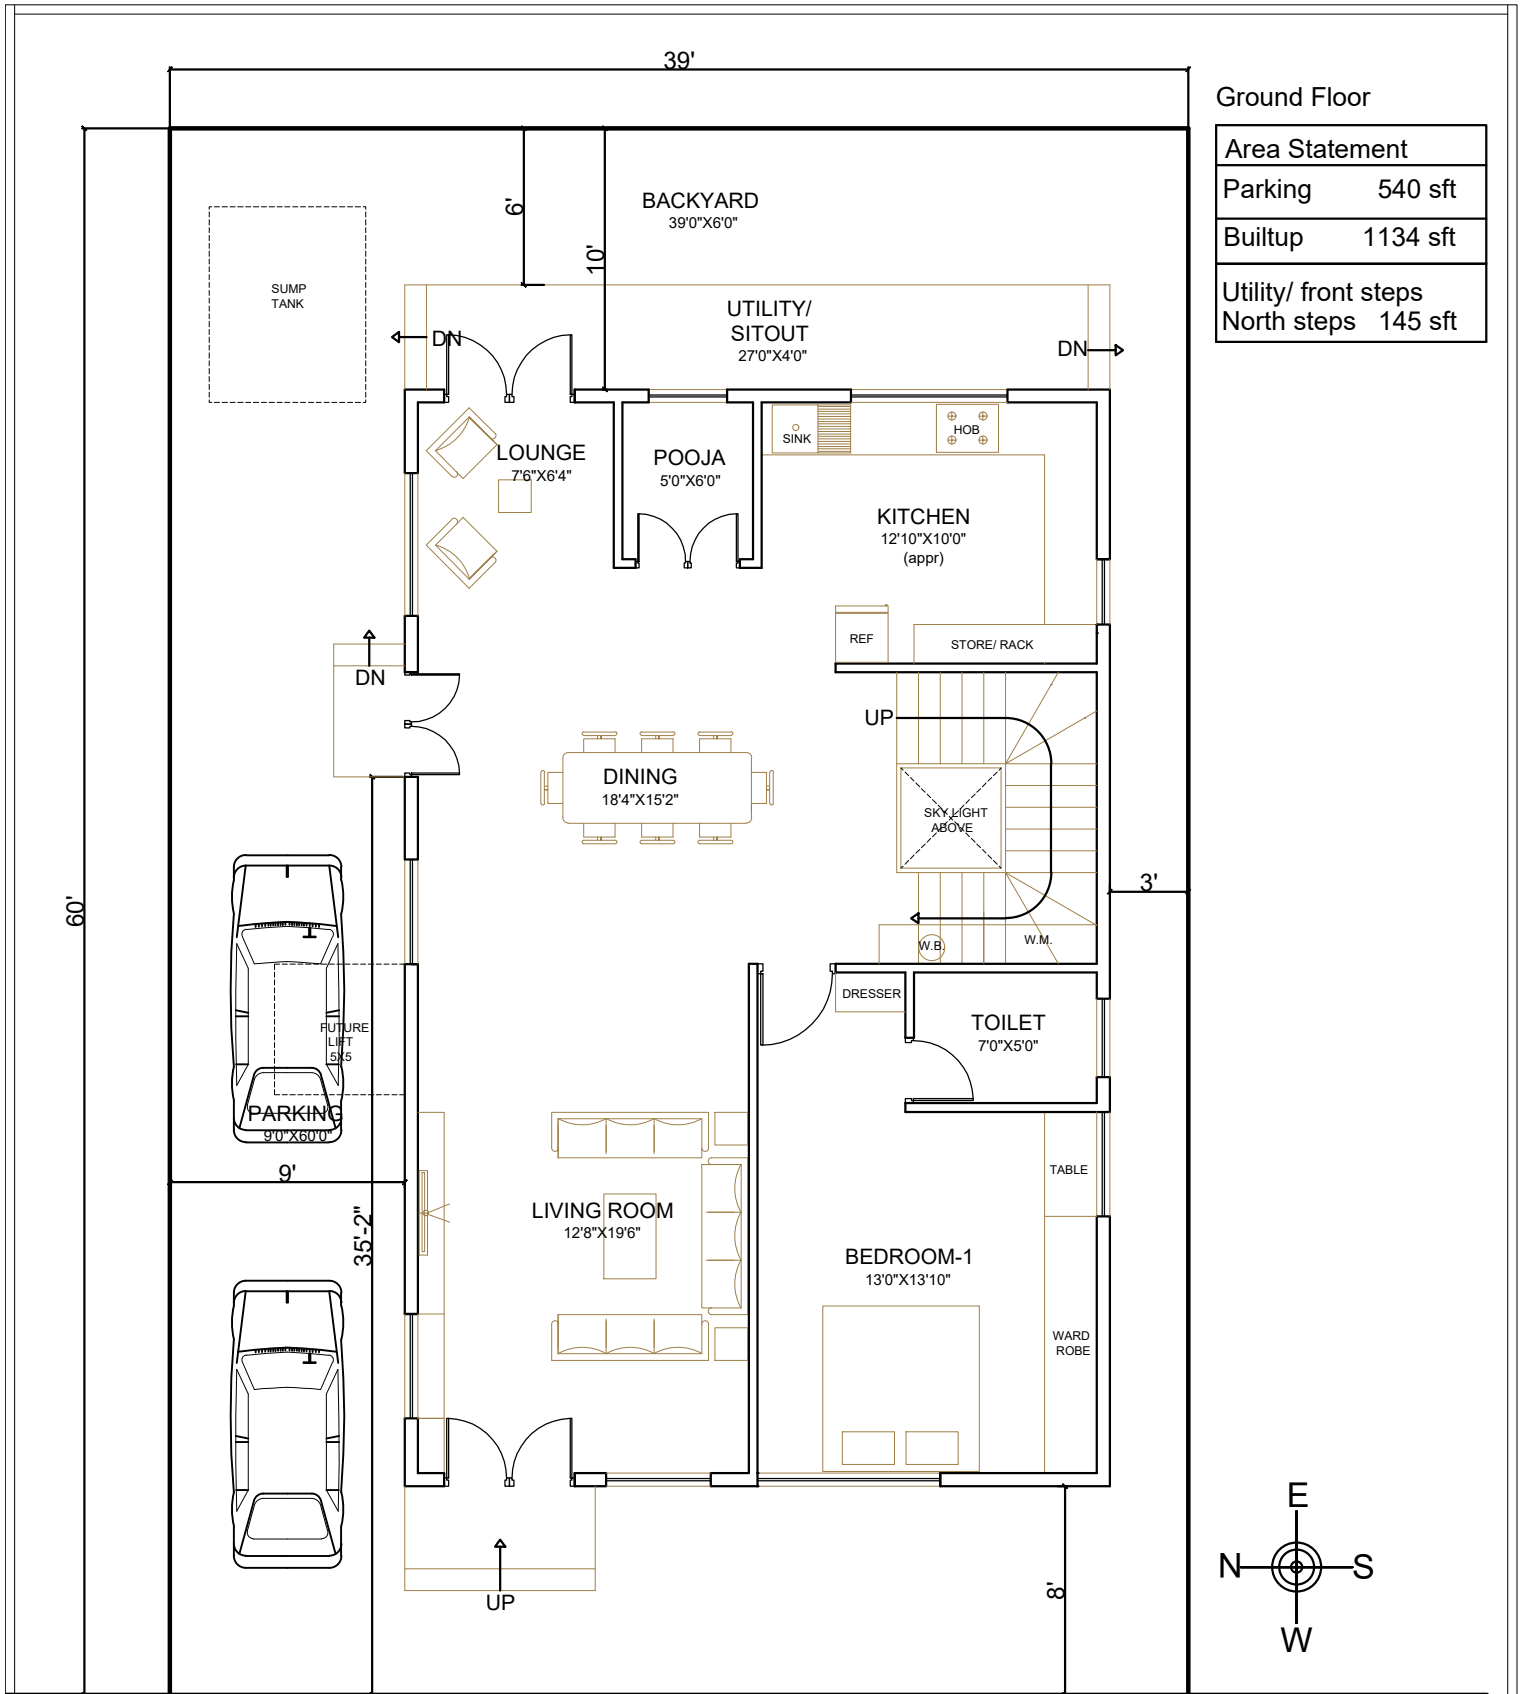 39'
Ground Floor
Area Statement
Parking 540 sft
Builtup 1134 sft
Utility/ front steps
North steps 145 sft
6'
10'
BACKYARD
39'0"X6'0"
SUMP
TANK
DN
UTILITY/
SITOUT
27'0"X4'0"
DN
LOUNGE
7'6"X6'4"
POOJA
5'0"X6'0"
SINK
HOB
KITCHEN
12'10"X10'0"
(appr)
REF
STORE/ RACK
DN
UP
DINING
18'4"X15'2"
SKY LIGHT
ABOVE
60'
3'
W.B.
W.M.
DRESSER
TOILET
7'0"X5'0"
FUTURE
LIFT
5X5
PARKING
9'0"X60'0"
9'
35'-2"
LIVING ROOM
12'8"X19'6"
TABLE
BEDROOM-1
13'0"X13'10"
WARD
ROBE
UP
8'
E
N S
W